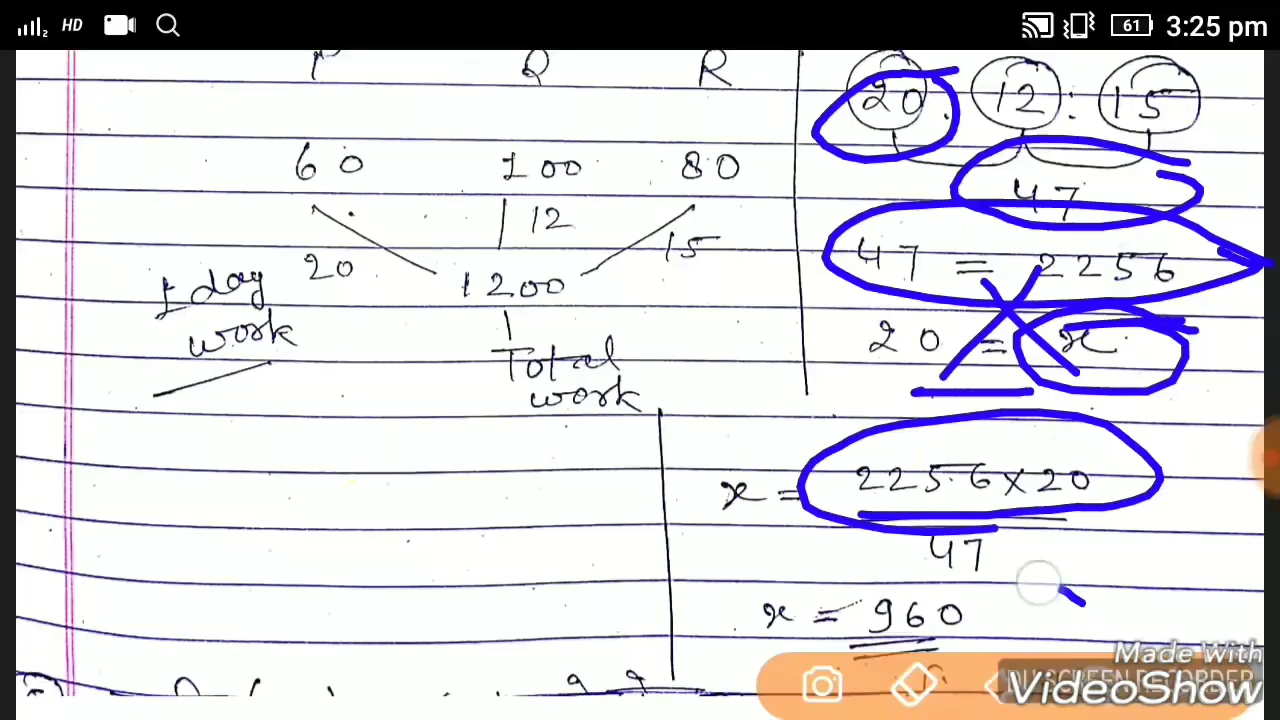 HD 61 3:25 pm
P Q R
60 100 80
12
20 15
1200
1 day
work
Total
work
20 : 12 : 15
47
47 = 2256
20 = x
x = 2256 x 20
47
x = 960
Made With
VideoShow